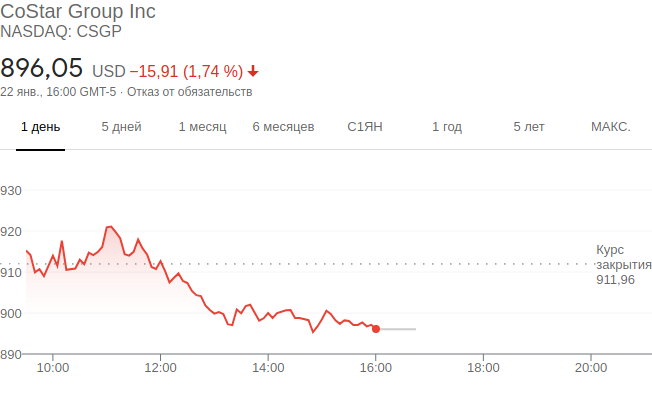 CoStar Group Inc
NASDAQ: CSGP
896,05 USD −15,91 (1,74 %)
22 янв., 16:00 GMT-5 · Отказ от обязательств
1 день 5 дней 1 месяц 6 месяцев С1ЯН 1 год 5 лет МАКС.
930
920
Курс
закрытия
911,96
910
900
890
10:00 12:00 14:00 16:00 18:00 20:00